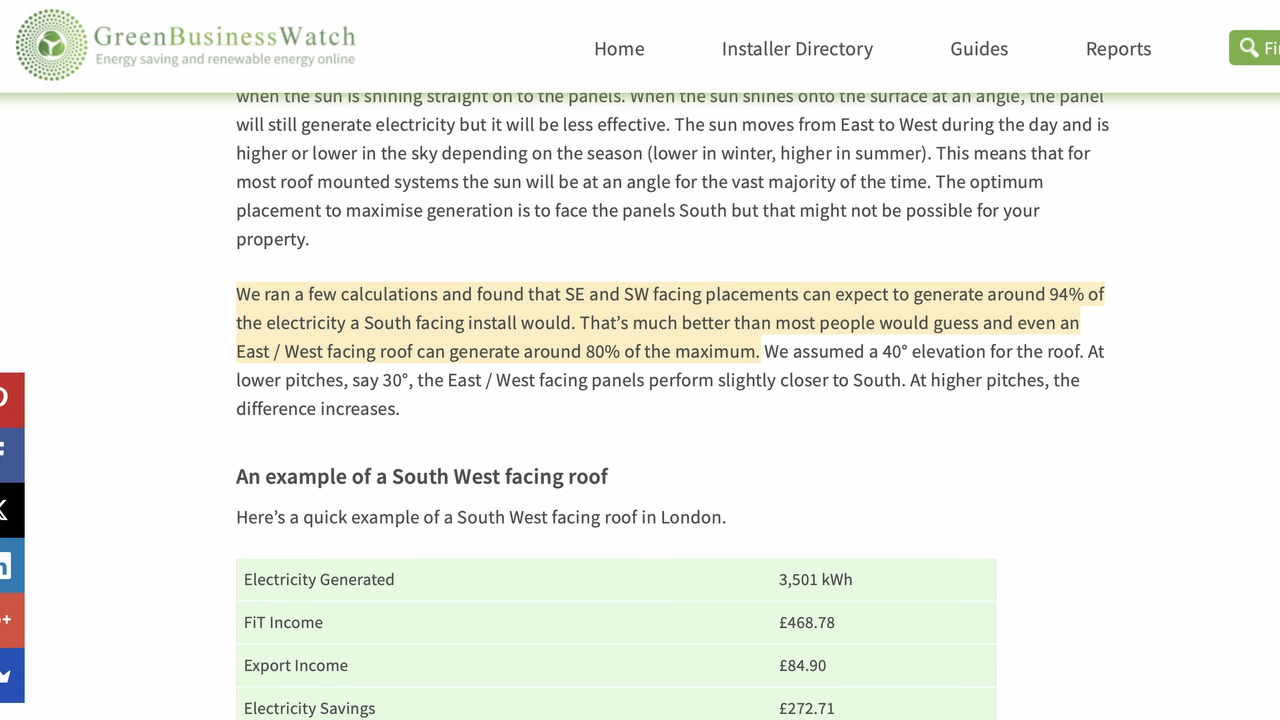 GreenBusinessWatch
Energy saving and renewable energy online
Home
Installer Directory
Guides
Reports
Fi
when the sun is shining straight on to the panels. When the sun shines onto the surface at an angle, the panel
will still generate electricity but it will be less effective. The sun moves from East to West during the day and is
higher or lower in the sky depending on the season (lower in winter, higher in summer). This means that for
most roof mounted systems the sun will be at an angle for the vast majority of the time. The optimum
placement to maximise generation is to face the panels South but that might not be possible for your
property.
We ran a few calculations and found that SE and SW facing placements can expect to generate around 94% of
the electricity a South facing install would. That’s much better than most people would guess and even an
East / West facing roof can generate around 80% of the maximum. We assumed a 40° elevation for the roof. At
lower pitches, say 30°, the East / West facing panels perform slightly closer to South. At higher pitches, the
difference increases.
An example of a South West facing roof
Here’s a quick example of a South West facing roof in London.
Electricity Generated 3,501 kWh
FiT Income £468.78
Export Income £84.90
Electricity Savings £272.71